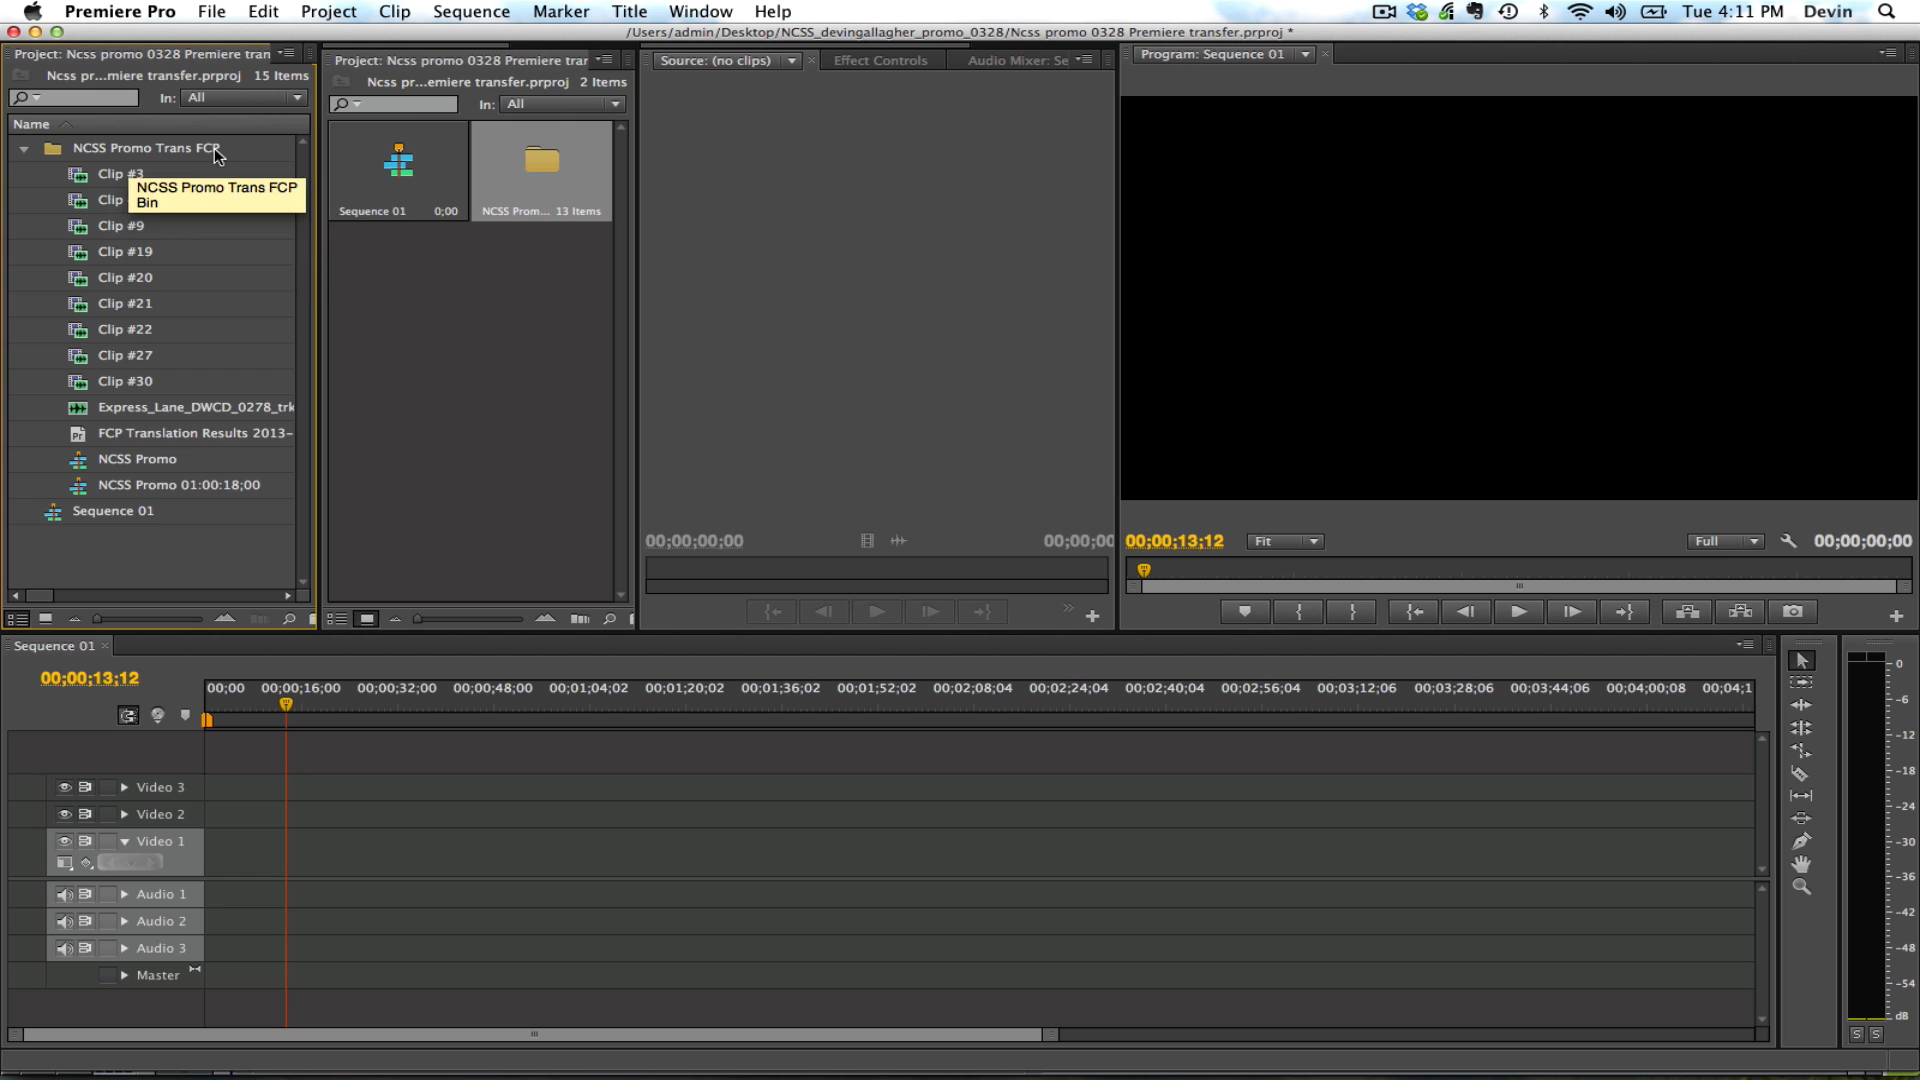 Premiere Pro File Edit Project Clip Sequence Marker Title Window Help Tue 4:11 PM Devin
/Users/admin/Desktop/NCSS_devingallagher_promo_0328/Ncss promo 0328 Premiere transfer.prproj *
Project: Ncss promo 0328 Premiere tran
Ncss pr...miere transfer.prproj 15 Items
In: All
Name
NCSS Promo Trans FCP
Clip #3
NCSS Promo Trans FCP
Bin
Clip
Clip #9
Clip #19
Clip #20
Clip #21
Clip #22
Clip #27
Clip #30
Express_Lane_DWCD_0278_trk
FCP Translation Results 2013-
Pr
NCSS Promo
NCSS Promo 01:00:18;00
Sequence 01
Project: Ncss promo 0328 Premiere trar
Ncss pr...emiere transfer.prproj 2 Items
In: All
Sequence 01 0;00
NCSS Prom... 13 Items
Source: (no clips) Effect Controls Audio Mixer: Se
00;00;00;00 00;00;00
Program: Sequence 01
00;00;13;12 Fit Full 00;00;00;00
Sequence 01
00;00;13;12
00;00 00;00;16;00 00;00;32;00 00;00;48;00 00;01;04;02 00;01;20;02 00;01;36;02 00;01;52;02 00;02;08;04 00;02;24;04 00;02;40;04 00;02;56;04 00;03;12;06 00;03;28;06 00;03;44;06 00;04;00;08 00;04;1
Video 3
Video 2
Video 1
Audio 1
Audio 2
Audio 3
Master
0
-6
-12
-18
-24
-30
-36
-42
-48
-54
dB
S S